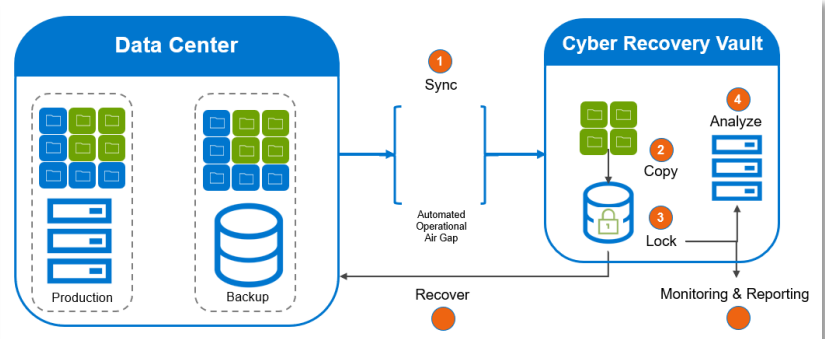 Data Center
Cyber Recovery Vault
1
Sync
4
Analyze
2
Copy
Automated
Operational
Air Gap
1
3
Lock
Production
Backup
Recover
Monitoring & Reporting